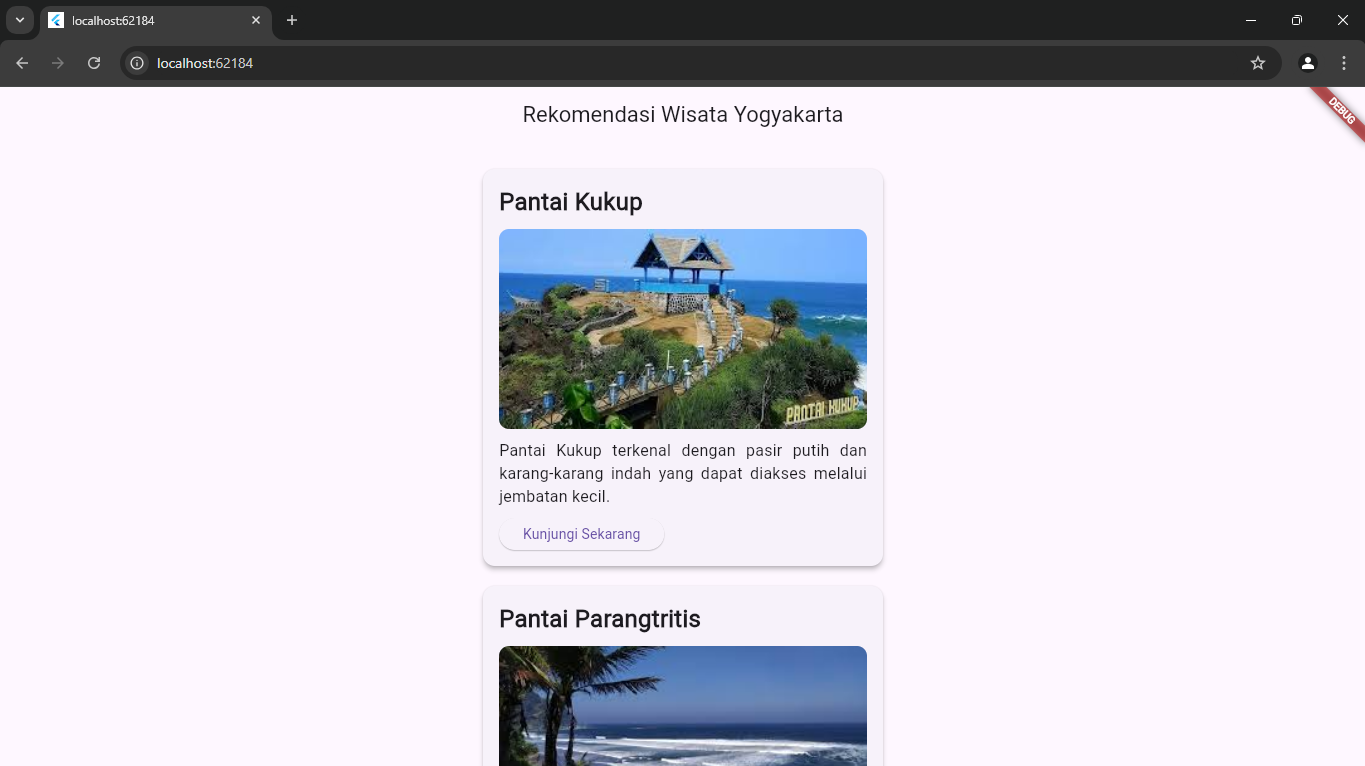 localhost:62184
localhost:62184
DEBUG
Rekomendasi Wisata Yogyakarta
Pantai Kukup
PANTAI KUKUP
Pantai Kukup terkenal dengan pasir putih dan
karang-karang indah yang dapat diakses melalui
jembatan kecil.
Kunjungi Sekarang
Pantai Parangtritis